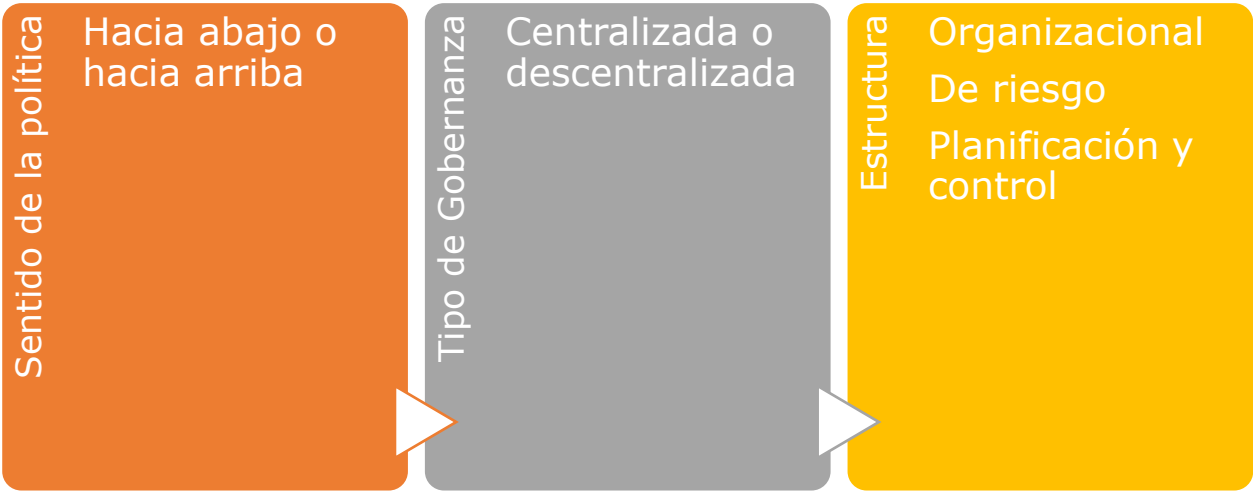 Sentido de la política
Hacia abajo o
hacia arriba
Tipo de Gobernanza
Centralizada o
descentralizada
Estructura
Organizacional
De riesgo
Planificación y
control